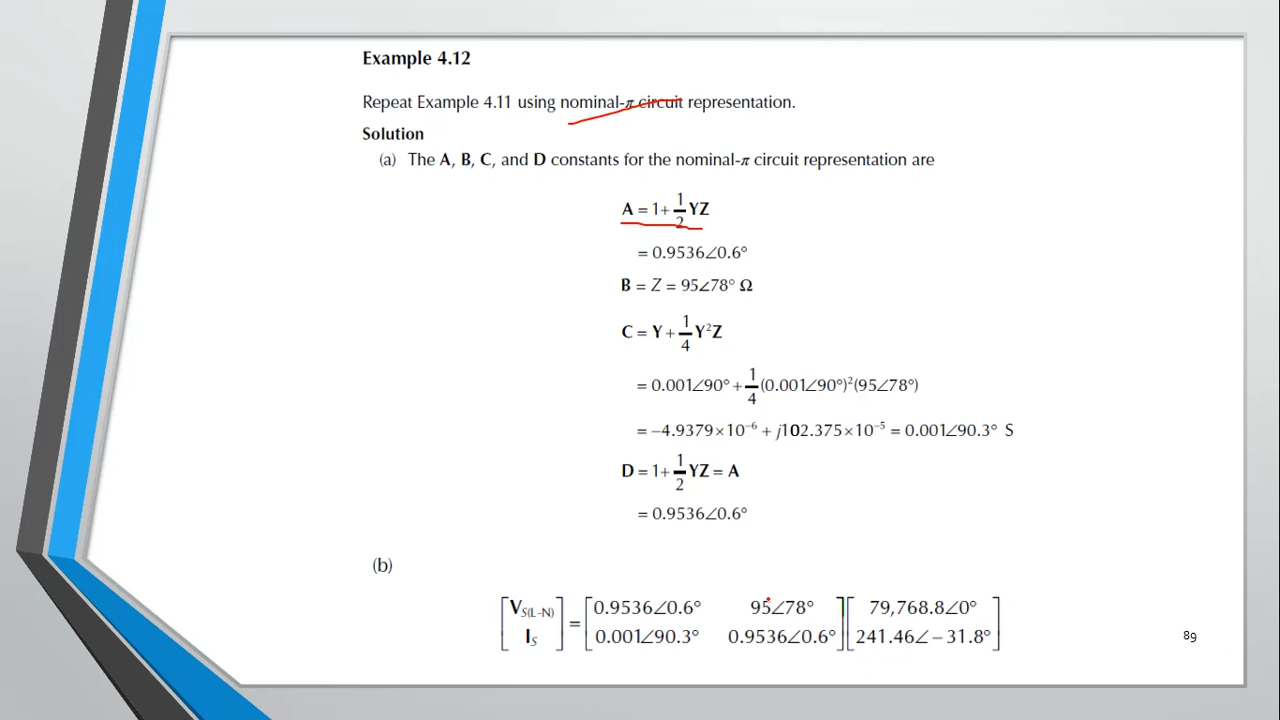 Example 4.12
Repeat Example 4.11 using nominal-π circuit representation.
Solution
(a) The A, B, C, and D constants for the nominal-π circuit representation are
A = 1+ 1/2 YZ
= 0.9536∠0.6°
B = Z = 95∠78° Ω
C = Y + 1/4 Y²Z
= 0.001∠90° + 1/4 (0.001∠90°)²(95∠78°)
= −4.9379×10⁻⁶ + j102.375×10⁻⁵ = 0.001∠90.3° S
D = 1+ 1/2 YZ = A
= 0.9536∠0.6°
(b)
[V_S(L-N)] = [0.9536∠0.6° 95∠78°] [79,768.8∠0°]
[I_S] [0.001∠90.3° 0.9536∠0.6°] [241.46∠−31.8°]
89